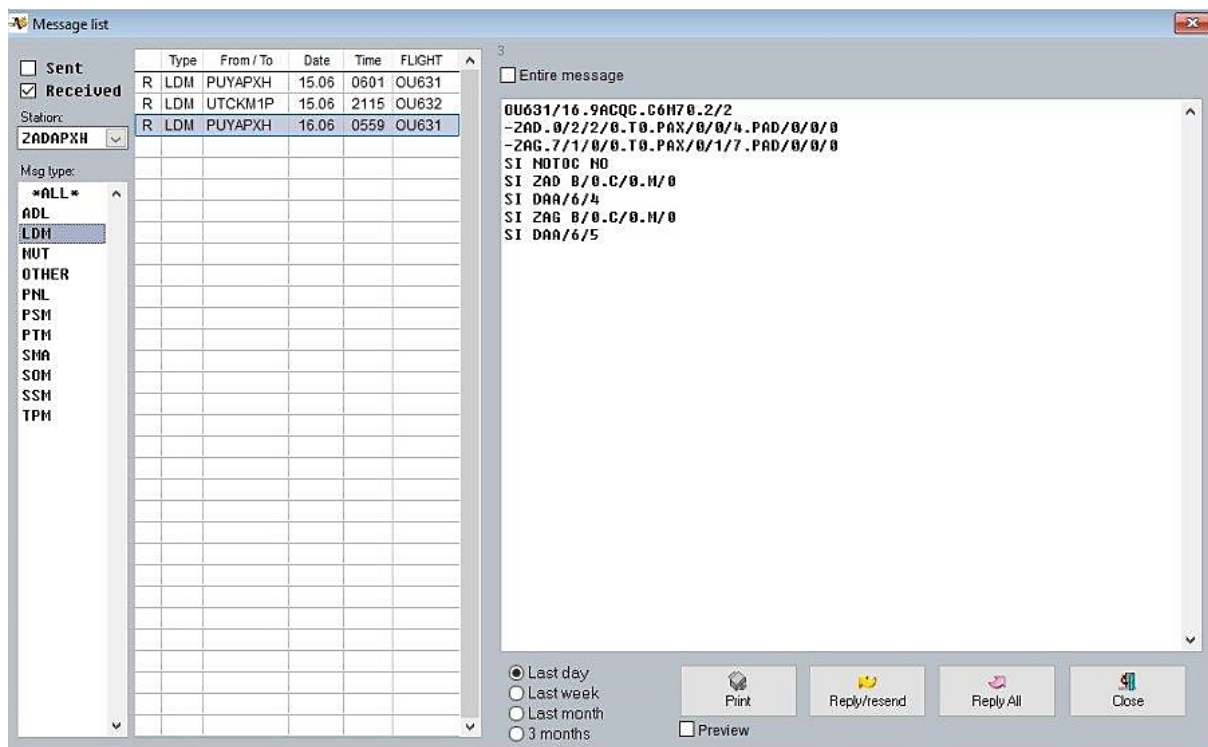 Message list
Sent
Received
Station:
ZADAPXH
Msg type:
*ALL*
ADL
LDM
NUT
OTHER
PNL
PSM
PTM
SMA
SOM
SSM
TPM
Type From / To Date Time FLIGHT
R LDM PUYAPXH 15.06 0601 OU631
R LDM UTCKM1P 15.06 2115 OU632
R LDM PUYAPXH 16.06 0559 OU631
3
Entire message
OU631/16.9ACQC.C6M70.2/2
-ZAD.0/2/2/0.T0.PAX/0/0/4.PAD/0/0/0
-ZAG.7/1/0/0.T0.PAX/0/1/7.PAD/0/0/0
SI NOTOC NO
SI ZAD B/0.C/0.M/0
SI DAA/6/4
SI ZAG B/0.C/0.M/0
SI DAA/6/5
Last day
Last week
Last month
3 months
Print
Preview
Reply/resend
Reply All
Close